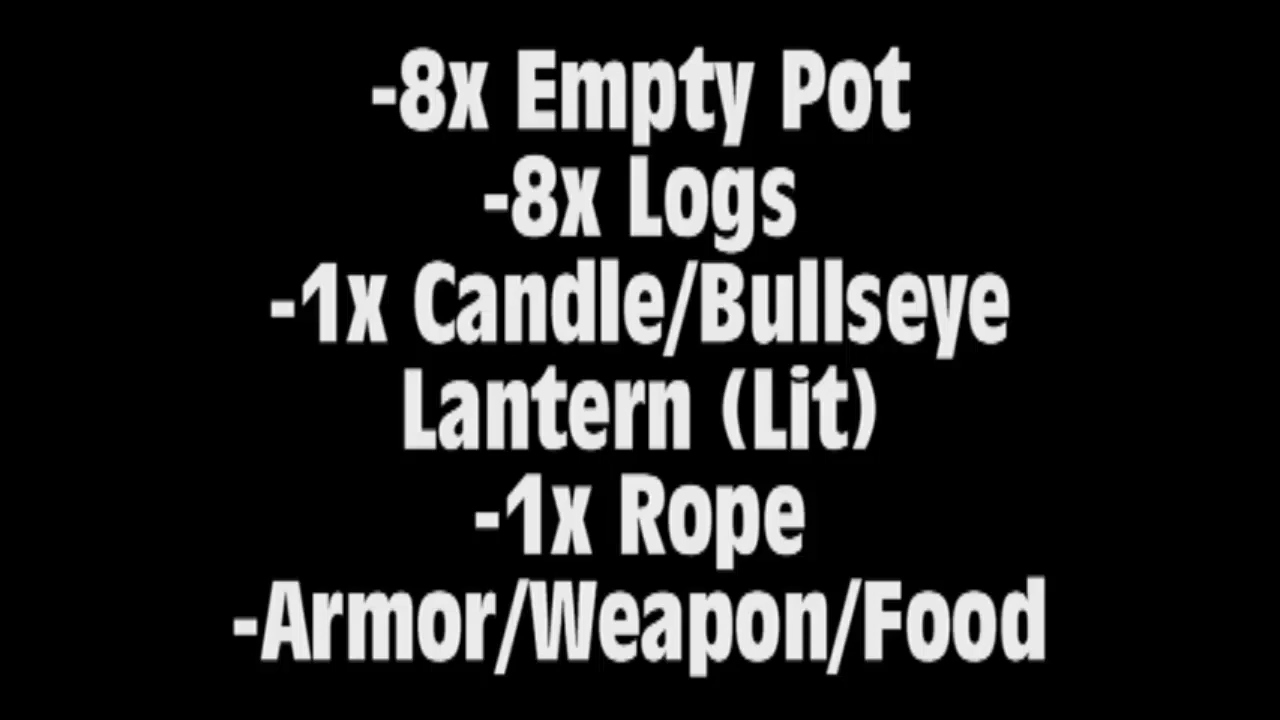 -8x Empty Pot
-8x Logs
-1x Candle/Bullseye
Lantern (Lit)
-1x Rope
-Armor/Weapon/Food